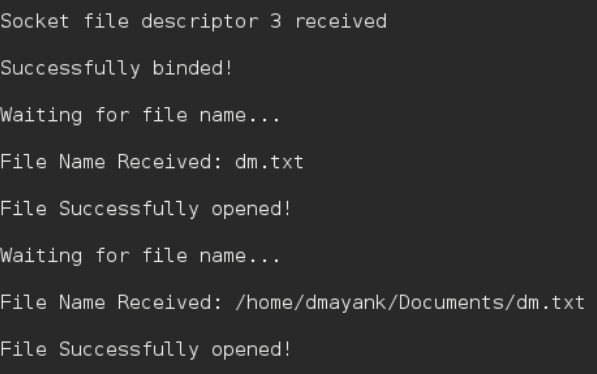 Socket file descriptor 3 received
Successfully binded!
Waiting for file name...
File Name Received: dm.txt
File Successfully opened!
Waiting for file name...
File Name Received: /home/dmayank/Documents/dm.txt
File Successfully opened!